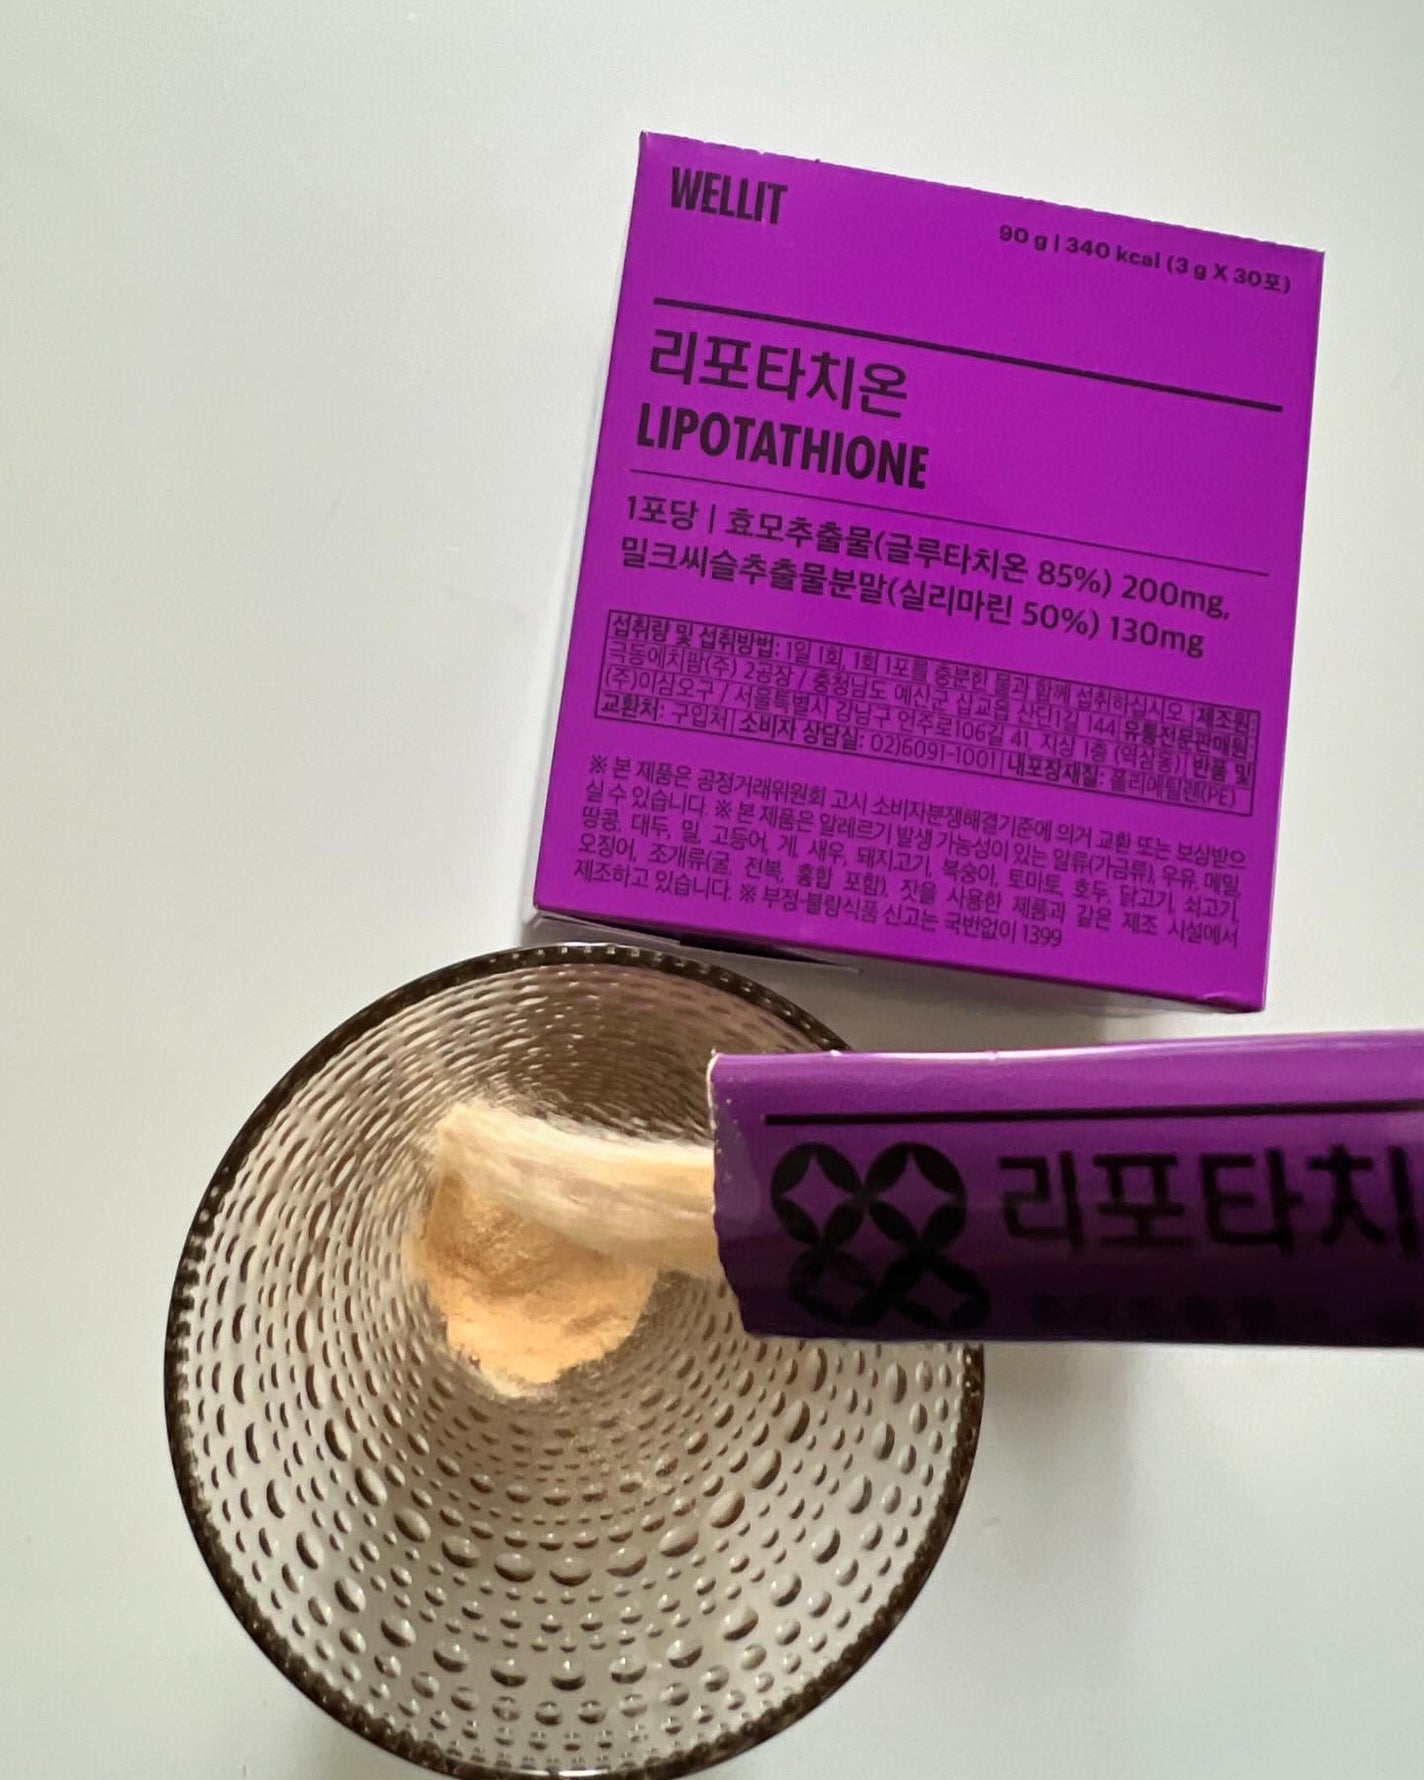 WELLIT
90 g | 340 kcal (3 g X 30포)
리포타치온
LIPOTATHIONE
1포당 | 효모추출물(글루타치온 85%) 200mg,
밀크씨슬추출물분말(실리마린 50%) 130mg
섭취량 및 섭취방법: 1일 1회, 1회 1포를 충분한 물과 함께 섭취하십시오 | 제조원:
극동에치팜(주) 2공장 / 충청남도 예산군 삽교읍 산단1길 144 | 유통전문판매원:
(주)이삼오구 / 서울특별시 강남구 언주로106길 41, 지상 1층 (역삼동) | 반품 및
교환처: 구입처 | 소비자 상담실: 02)6091-1001 | 내포장재질: 폴리에틸렌(PE)
※ 본 제품은 공정거래위원회 고시 소비자분쟁해결기준에 의거 교환 또는 보상받으
실 수 있습니다. ※ 본 제품은 알레르기 발생 가능성이 있는 알류(가금류), 우유, 메밀,
땅콩, 대두, 밀, 고등어, 게, 새우, 돼지고기, 복숭아, 토마토, 호두, 닭고기, 쇠고기,
오징어, 조개류(굴, 전복, 홍합 포함), 잣을 사용한 제품과 같은 제조 시설에서
제조하고 있습니다. ※ 부정·불량식품 신고는 국번없이 1399
리포타치